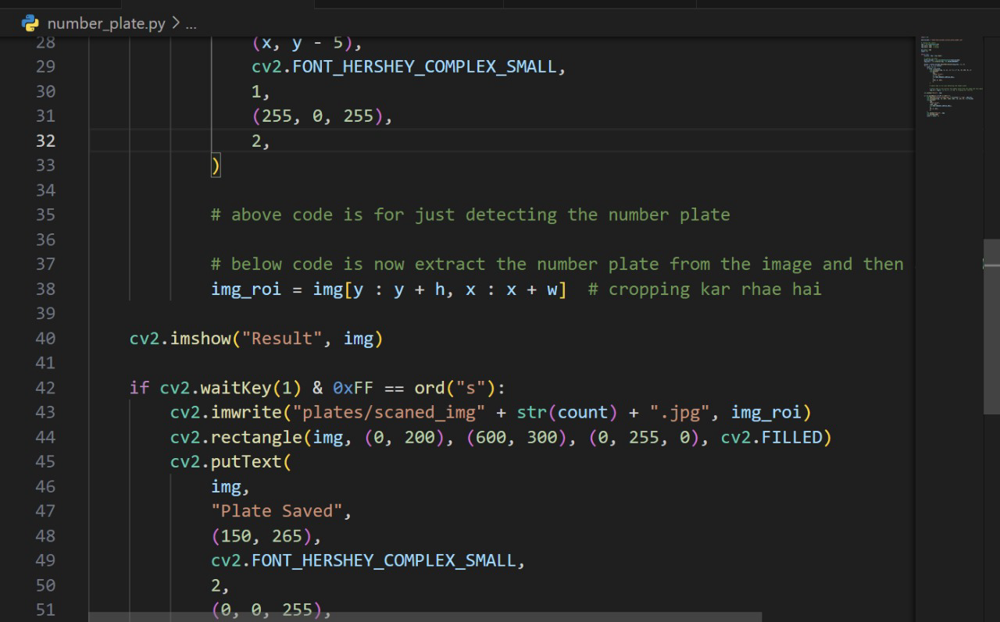 number_plate.py > ...
28 (x, y - 5),
29 cv2.FONT_HERSHEY_COMPLEX_SMALL,
30 1,
31 (255, 0, 255),
32 2,
33 )
34
35 # above code is for just detecting the number plate
36
37 # below code is now extract the number plate from the image and then
38 img_roi = img[y : y + h, x : x + w]  # cropping kar rhae hai
39
40 cv2.imshow("Result", img)
41
42 if cv2.waitKey(1) & 0xFF == ord("s"):
43 cv2.imwrite("plates/scaned_img" + str(count) + ".jpg", img_roi)
44 cv2.rectangle(img, (0, 200), (600, 300), (0, 255, 0), cv2.FILLED)
45 cv2.putText(
46 img,
47 "Plate Saved",
48 (150, 265),
49 cv2.FONT_HERSHEY_COMPLEX_SMALL,
50 2,
51 (0, 0, 255),